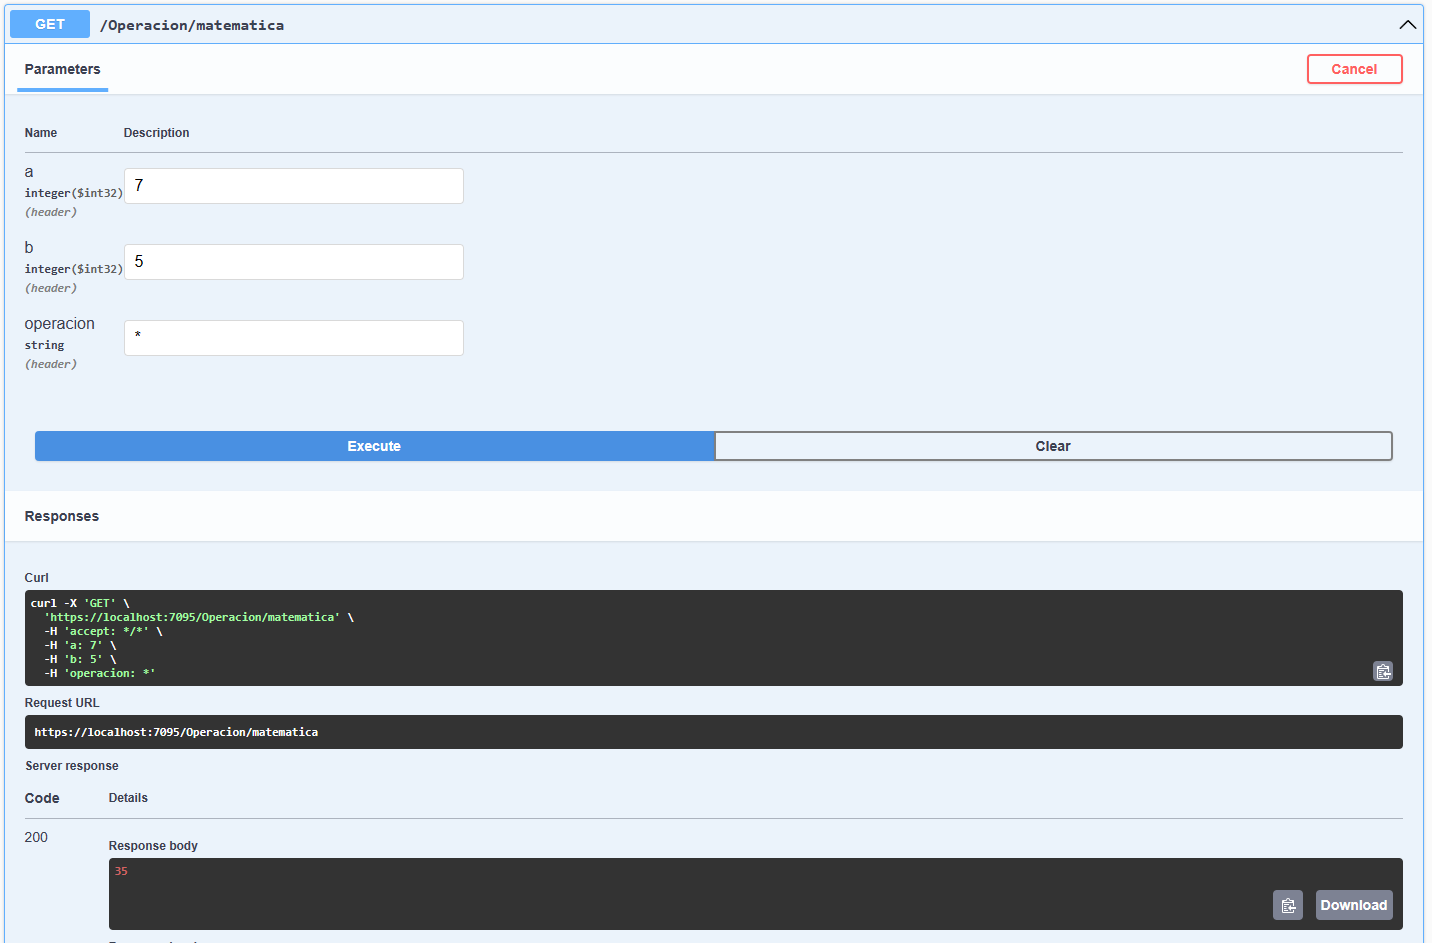 GET /Operacion/matematica
Parameters
Cancel
Name Description
a
integer($int32)
(header)
7
b
integer($int32)
(header)
5
operacion
string
(header)
*
Execute
Clear
Responses
Curl
curl -X 'GET' \
'https://localhost:7095/Operacion/matematica' \
-H 'accept: */*' \
-H 'a: 7' \
-H 'b: 5' \
-H 'operacion: *'
Request URL
https://localhost:7095/Operacion/matematica
Server response
Code Details
200
Response body
35
Download